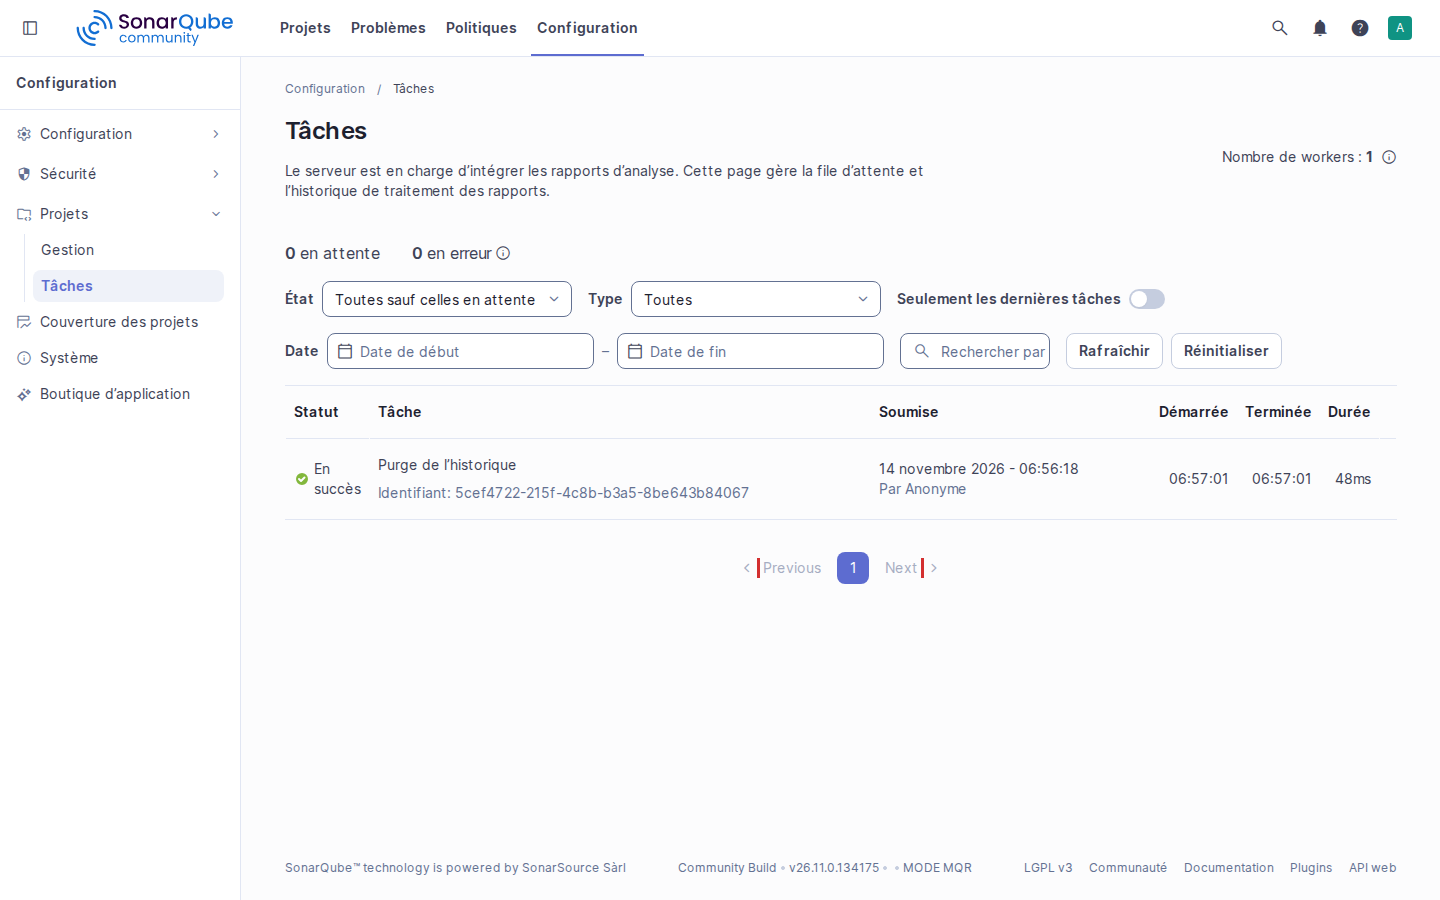 SonarQube
community
Projets
Problèmes
Politiques
Configuration
A
Configuration
Configuration
Sécurité
Projets
Gestion
Tâches
Couverture des projets
Système
Boutique d’application
Configuration / Tâches
Tâches
Le serveur est en charge d’intégrer les rapports d’analyse. Cette page gère la file d’attente et
l’historique de traitement des rapports.
Nombre de workers : 1
0 en attente
0 en erreur
État
Toutes sauf celles en attente
Type
Toutes
Seulement les dernières tâches
Date
Date de début
–
Date de fin
Rechercher par
Rafraîchir
Réinitialiser
Statut
Tâche
Soumise
Démarrée
Terminée
Durée
En
succès
Purge de l’historique
Identifiant: 5cef4722-215f-4c8b-b3a5-8be643b84067
14 novembre 2026 - 06:56:18
Par Anonyme
06:57:01
06:57:01
48ms
Previous
1
Next
SonarQube™ technology is powered by SonarSource Sàrl
Community Build • v26.11.0.134175 • • MODE MQR
LGPL v3
Communauté
Documentation
Plugins
API web